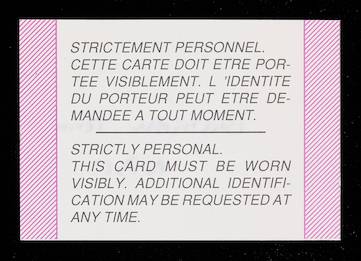 STRICTEMENT PERSONNEL.
CETTE CARTE DOIT ETRE POR-
TEE VISIBLEMENT. L 'IDENTITE
DU PORTEUR PEUT ETRE DE-
MANDEE A TOUT MOMENT.
STRICTLY PERSONAL.
THIS CARD MUST BE WORN
VISIBLY. ADDITIONAL IDENTIFI-
CATION MAY BE REQUESTED AT
ANY TIME.